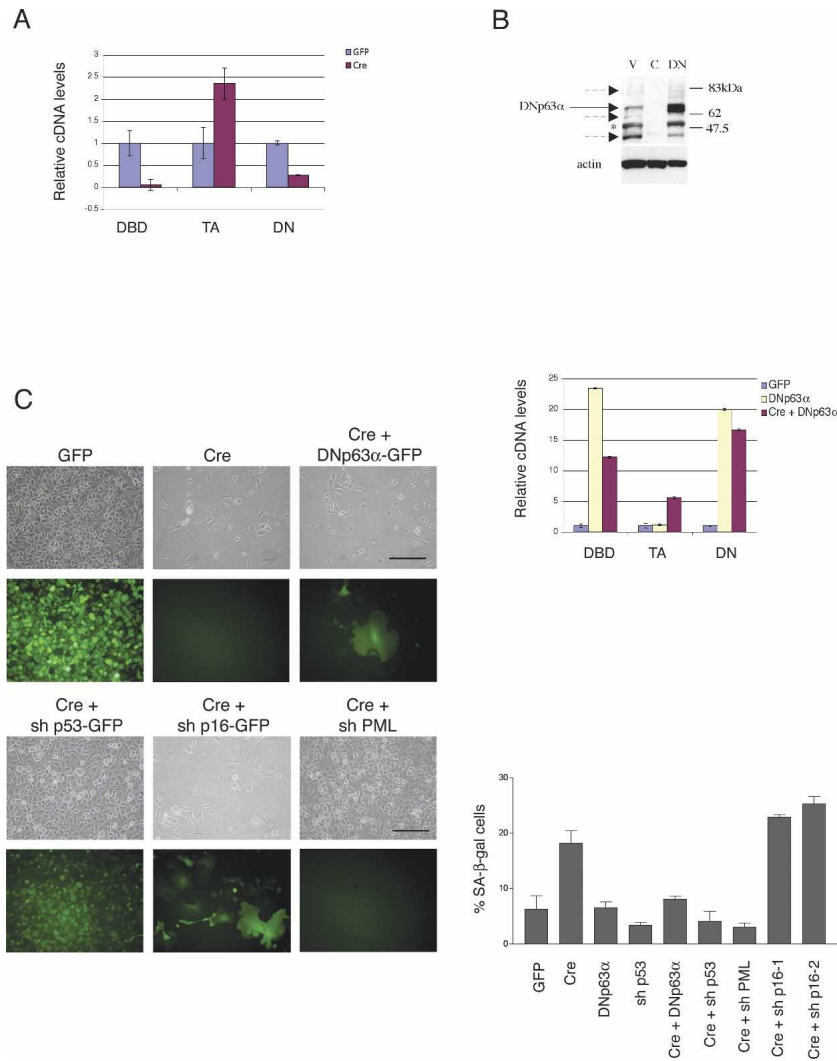 A
Relative cDNA levels
3
2.5
2
1.5
1
0.5
0
-0.5
DBD TA DN
GFP
Cre
B
V C DN
DNp63α
*
83kDa
62
47.5
actin
Relative cDNA levels
25
20
15
10
5
0
DBD TA DN
GFP
DNp63α
Cre + DNp63α
C
GFP
Cre
Cre +
DNp63α-GFP
Cre +
sh p53-GFP
Cre +
sh p16-GFP
Cre +
sh PML
% SA-β-gal cells
30
20
10
0
GFP
Cre
DNp63α
sh p53
Cre + DNp63α
Cre + sh p53
Cre + sh PML
Cre + sh p16-1
Cre + sh p16-2